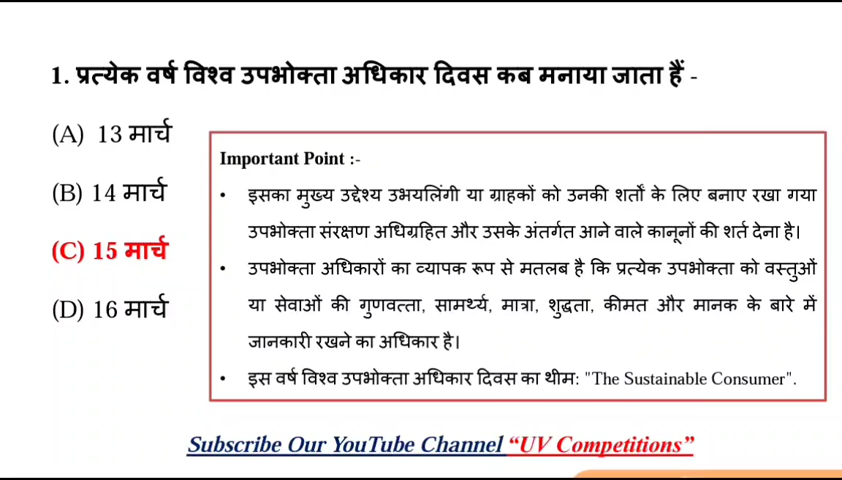 1. प्रत्येक वर्ष विश्व उपभोक्ता अधिकार दिवस कब मनाया जाता हैं -
(A) 13 मार्च
(B) 14 मार्च
(C) 15 मार्च
(D) 16 मार्च
Important Point :-
• इसका मुख्य उद्देश्य उभयलिंगी या ग्राहकों को उनकी शर्तों के लिए बनाए रखा गया
उपभोक्ता संरक्षण अधिग्रहित और उसके अंतर्गत आने वाले कानूनों की शर्त देना है।
• उपभोक्ता अधिकारों का व्यापक रूप से मतलब है कि प्रत्येक उपभोक्ता को वस्तुओं
या सेवाओं की गुणवत्ता, सामर्थ्य, मात्रा, शुद्धता, कीमत और मानक के बारे में
जानकारी रखने का अधिकार है।
• इस वर्ष विश्व उपभोक्ता अधिकार दिवस का थीम: "The Sustainable Consumer".
Subscribe Our YouTube Channel “UV Competitions”